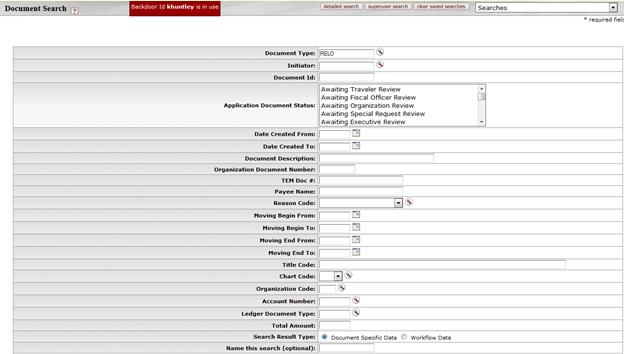 Document Search ?
Backdoor Id khuntley is in use
detailed search superuser search clear saved searches Searches
* required field
Document Type: RELO
Initiator:
Document Id:
Application Document Status: Awaiting Traveler Review
Awaiting Fiscal Officer Review
Awaiting Organization Review
Awaiting Special Request Review
Awaiting Executive Review
Date Created From:
Date Created To:
Document Description:
Organization Document Number:
TEM Doc #:
Payee Name:
Reason Code:
Moving Begin From:
Moving Begin To:
Moving End From:
Moving End To:
Title Code:
Chart Code:
Organization Code:
Account Number:
Ledger Document Type:
Total Amount:
Search Result Type: Document Specific Data Workflow Data
Name this search (optional):